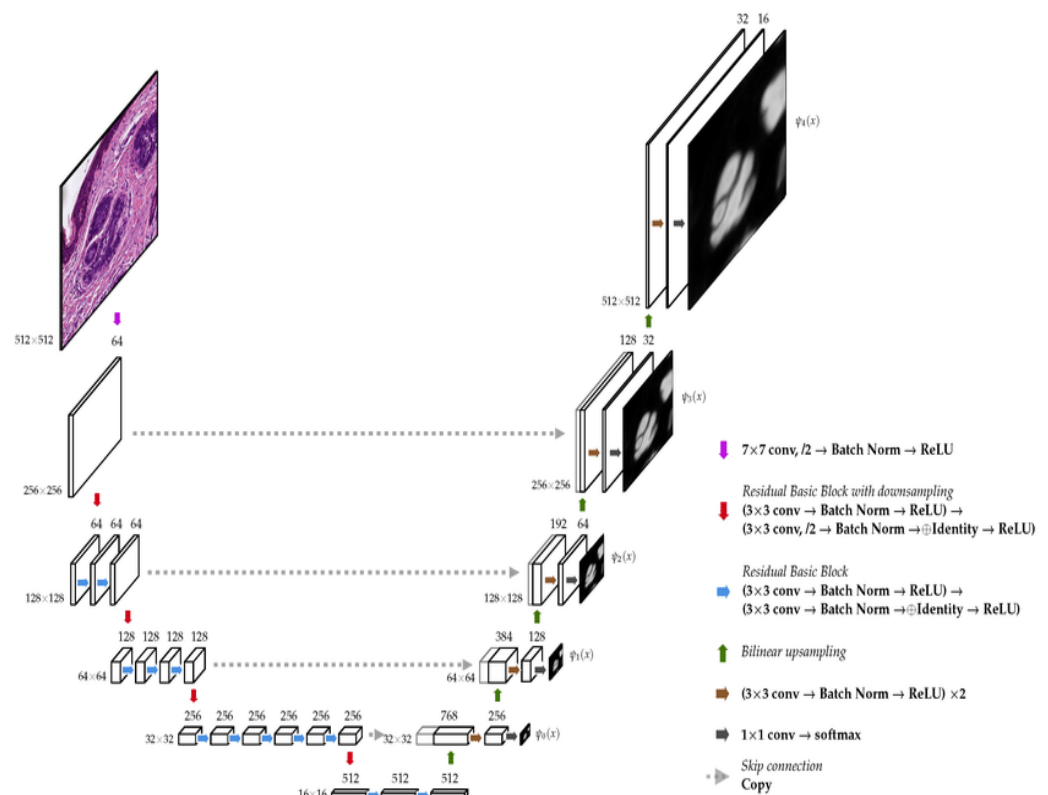 32 16
ψ₄(x)
512×512
512×512
64
128 32
ψ₃(x)
256×256
256×256
7×7 conv, /2 → Batch Norm → ReLU
Residual Basic Block with downsampling
(3×3 conv → Batch Norm → ReLU) →
(3×3 conv, /2 → Batch Norm →⊕Identity → ReLU)
64 64 64
192 64
ψ₂(x)
128×128
128×128
Residual Basic Block
(3×3 conv → Batch Norm → ReLU) →
(3×3 conv → Batch Norm →⊕Identity → ReLU)
128 128 128 128
384 128
ψ₁(x)
64×64
64×64
Bilinear upsampling
(3×3 conv → Batch Norm → ReLU) ×2
256 256 256 256 256 256
768 256
ψ₀(x)
32×32
32×32
1×1 conv → softmax
512 512 512
16×16
Skip connection
Copy